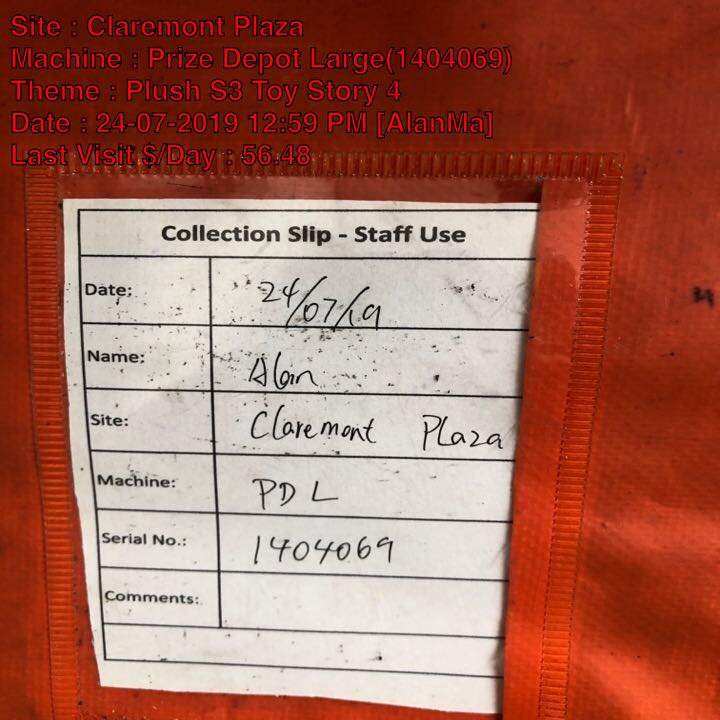 Site : Claremont Plaza
Machine : Prize Depot Large(1404069)
Theme : Plush S3 Toy Story 4
Date : 24-07-2019 12:59 PM [AlanMa]
Last Visit $/Day : 56.48
Collection Slip - Staff Use
Date: 24/07/19
Name: Alan
Site: Claremont Plaza
Machine: PDL
Serial No.: 1404069
Comments: